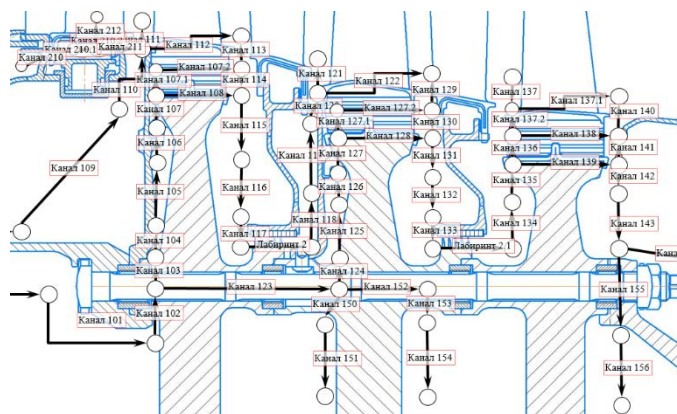 Канал 212
Канал 111
Канал 210.1
Канал 211
Канал 112
Канал 113
Канал 121
Канал 210
Канал 107.2
Канал 114
Канал 122
Канал 129
Канал 137
Канал 137.1
Канал 110
Канал 107.1
Канал 108
Канал 127.2
Канал 140
Канал 107
Канал 115
Канал 127.1
Канал 130
Канал 137.2
Канал 106
Канал 128
Канал 138
Канал 127
Канал 131
Канал 136
Канал 141
Канал 109
Канал 139
Канал 105
Канал 116
Канал 126
Канал 132
Канал 135
Канал 142
Канал 118
Канал 134
Канал 143
Канал 104
Канал 117
Канал 125
Канал 133
Лабиринт 2
Лабиринт 2.1
Канал 103
Канал 124
Канал 123
Канал 152
Канал 155
Канал 101
Канал 102
Канал 150
Канал 153
Канал 151
Канал 154
Канал 156